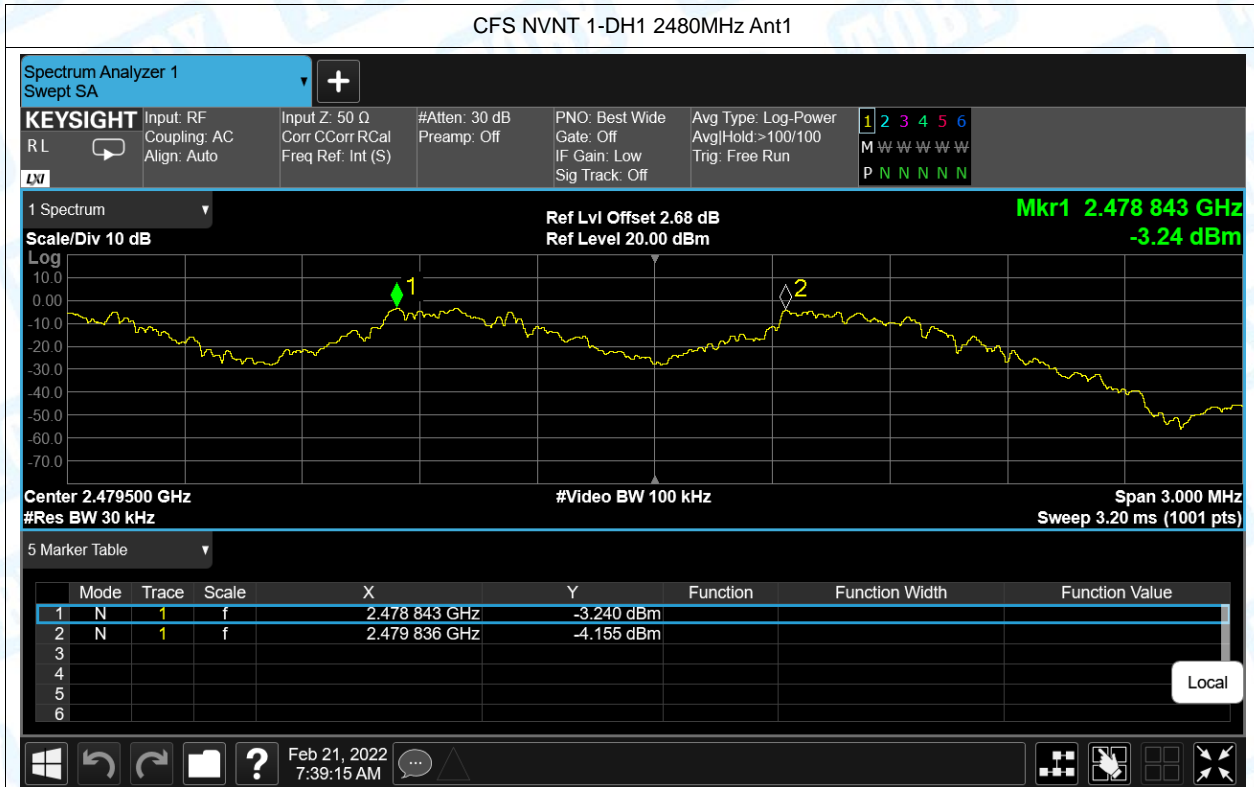 CFS NVNT 1-DH1 2480MHz Ant1
Spectrum Analyzer 1
Swept SA
KEYSIGHT
R L
LXI
Input: RF
Coupling: AC
Align: Auto
Input Z: 50 Ω
Corr CCorr RCal
Freq Ref: Int (S)
#Atten: 30 dB
Preamp: Off
PNO: Best Wide
Gate: Off
IF Gain: Low
Sig Track: Off
Avg Type: Log-Power
Avg|Hold:>100/100
Trig: Free Run
1 2 3 4 5 6
M W W W W W
P N N N N N
1 Spectrum
Scale/Div 10 dB
Ref Lvl Offset 2.68 dB
Ref Level 20.00 dBm
Mkr1 2.478 843 GHz
-3.24 dBm
Log
10.0
0.00
-10.0
-20.0
-30.0
-40.0
-50.0
-60.0
-70.0
1
2
Center 2.479500 GHz
#Video BW 100 kHz
Span 3.000 MHz
#Res BW 30 kHz
Sweep 3.20 ms (1001 pts)
5 Marker Table
Mode Trace Scale X Y Function Function Width Function Value
1 N 1 f 2.478 843 GHz -3.240 dBm
2 N 1 f 2.479 836 GHz -4.155 dBm
3
4
5
6
Local
?
Feb 21, 2022
7:39:15 AM